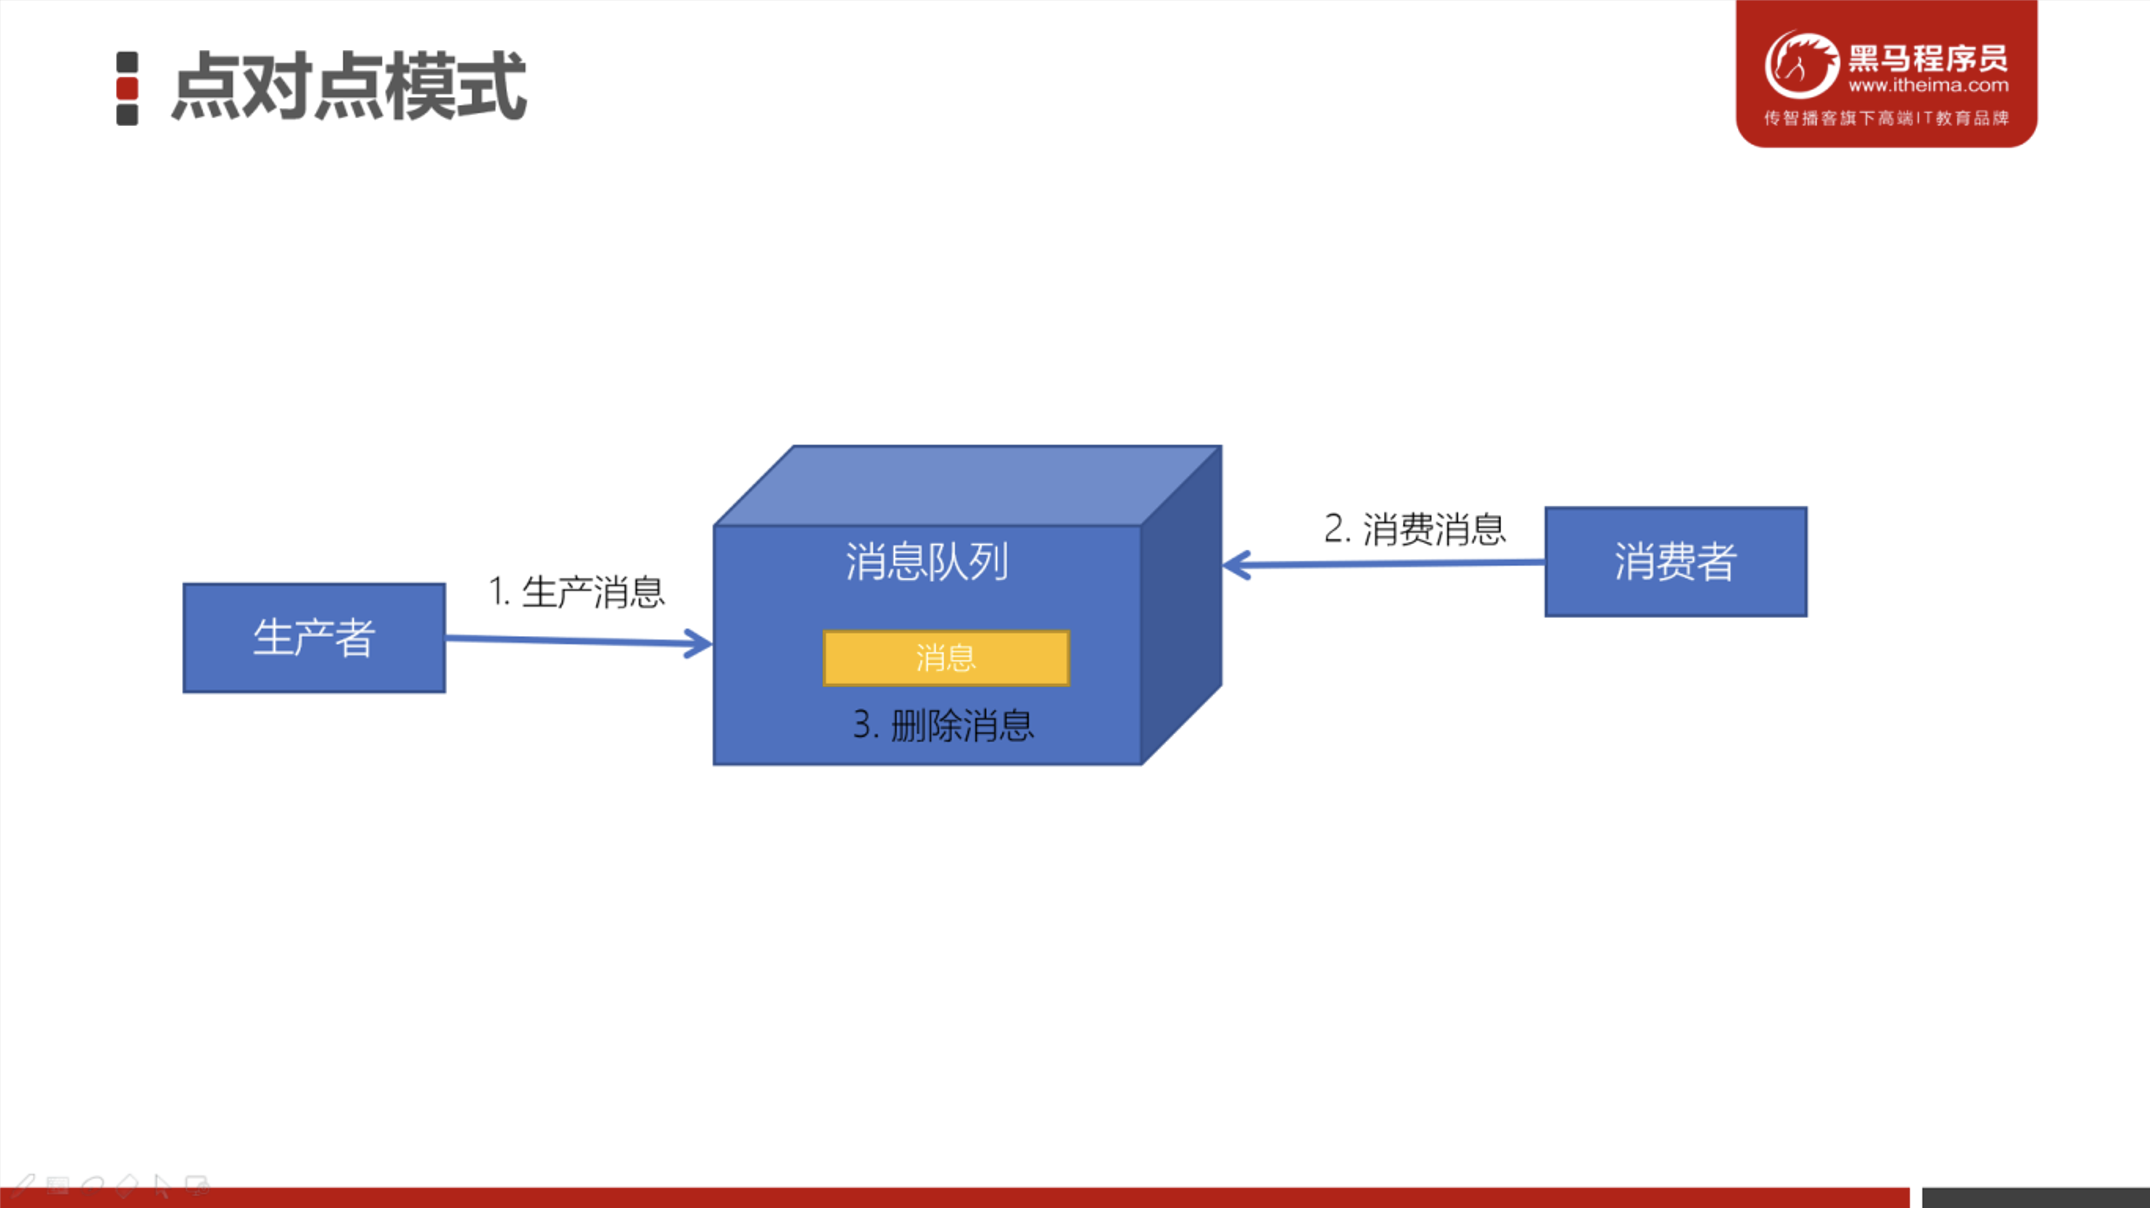 点对点模式
黑马程序员
www.itheima.com
传智播客旗下高端IT教育品牌
消息队列
2. 消费消息
消费者
1. 生产消息
生产者
消息
3. 删除消息